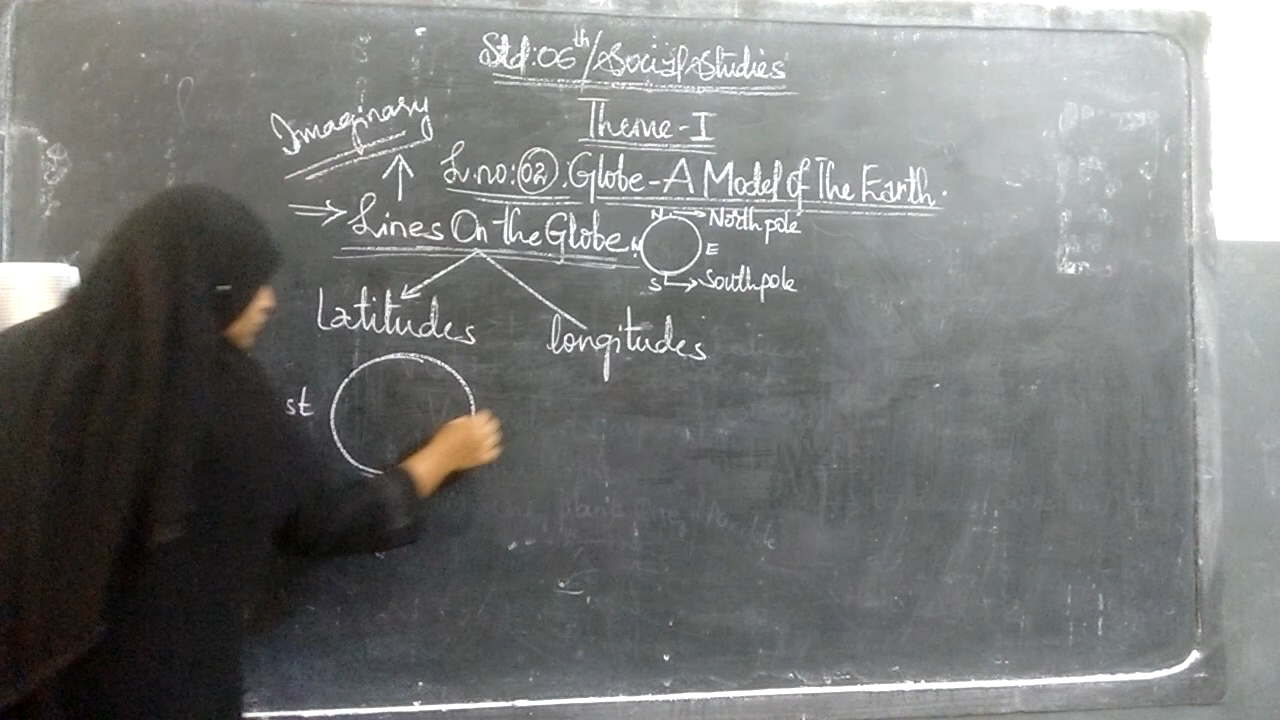 Std:06th/Social Studies
Theme-I
Imaginary
L.no:02. Globe-A Model Of The Earth.
⇒ Lines On the Globe
N → North pole
E
S → South pole
Latitudes
longitudes
st